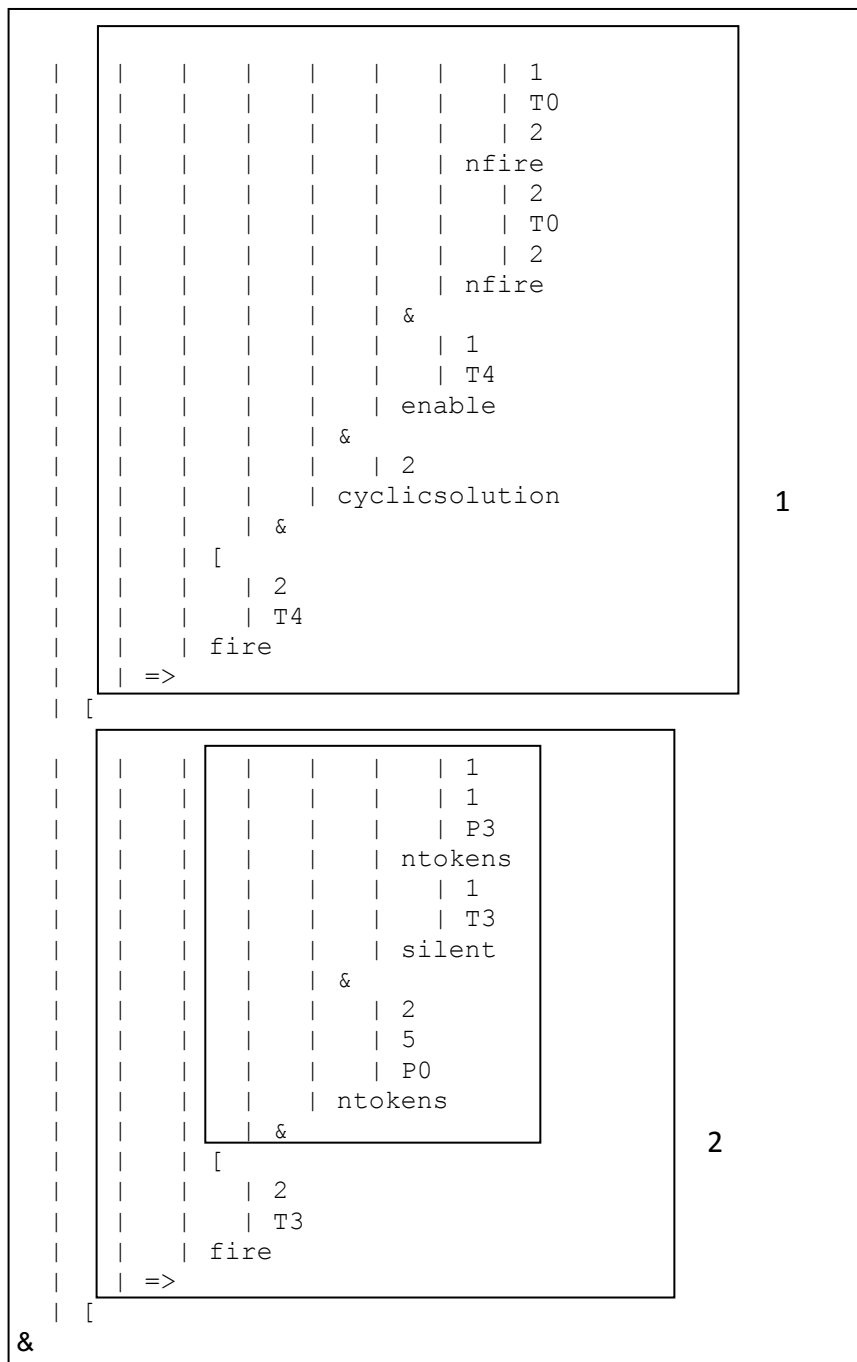 |   |   |   |   |   |   |   | 1
|   |   |   |   |   |   |   | T0
|   |   |   |   |   |   |   | 2
|   |   |   |   |   |   | nfire
|   |   |   |   |   |   |   | 2
|   |   |   |   |   |   |   | T0
|   |   |   |   |   |   |   | 2
|   |   |   |   |   |   | nfire
|   |   |   |   |   | &
|   |   |   |   |   |   | 1
|   |   |   |   |   |   | T4
|   |   |   |   |   | enable
|   |   |   |   | &
|   |   |   |   |   | 2
|   |   |   |   | cyclicsolution
1
|   |   |   | &
|   |   | [
|   |   |   | 2
|   |   |   | T4
|   |   | fire
|   | =>
| [
|   |   |   |   |   |   | 1
|   |   |   |   |   |   | 1
|   |   |   |   |   |   | P3
|   |   |   |   |   | ntokens
|   |   |   |   |   |   | 1
|   |   |   |   |   |   | T3
|   |   |   |   |   | silent
|   |   |   |   | &
|   |   |   |   |   | 2
|   |   |   |   |   | 5
|   |   |   |   |   | P0
|   |   |   |   | ntokens
|   |   |   | &
2
|   |   | [
|   |   |   | 2
|   |   |   | T3
|   |   | fire
|   | =>
| [
&